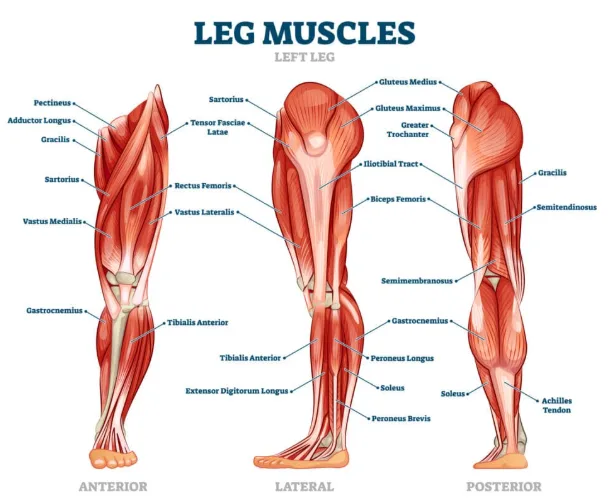 LEG MUSCLES
LEFT LEG
Pectineus
Adductor Longus
Gracilis
Sartorius
Vastus Medialis
Gastrocnemius
Tibialis Anterior
Sartorius
Tensor Fasciae
Latae
Rectus Femoris
Vastus Lateralis
Tibialis Anterior
Extensor Digitorum Longus
Gluteus Medius
Gluteus Maximus
Greater
Trochanter
Iliotibial Tract
Biceps Femoris
Semimembranosus
Gastrocnemius
Peroneus Longus
Soleus
Peroneus Brevis
Gracilis
Semitendinosus
Soleus
Achilles
Tendon
ANTERIOR
LATERAL
POSTERIOR